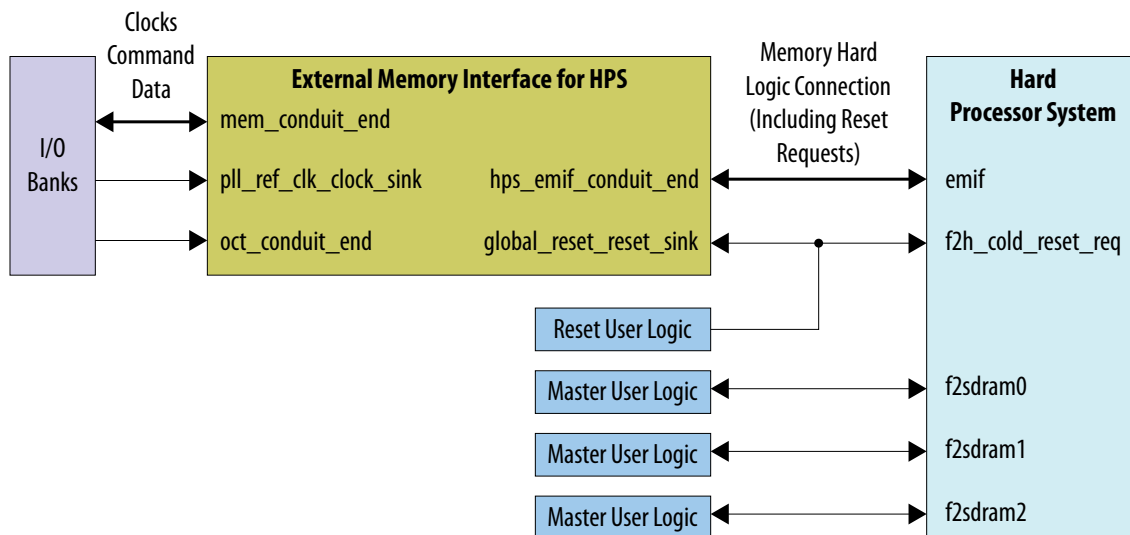 Clocks
Command
Data
I/O
Banks
External Memory Interface for HPS
mem_conduit_end
pll_ref_clk_clock_sink
oct_conduit_end
hps_emif_conduit_end
global_reset_reset_sink
Memory Hard
Logic Connection
(Including Reset
Requests)
Hard
Processor System
emif
f2h_cold_reset_req
Reset User Logic
Master User Logic
f2sdram0
Master User Logic
f2sdram1
Master User Logic
f2sdram2